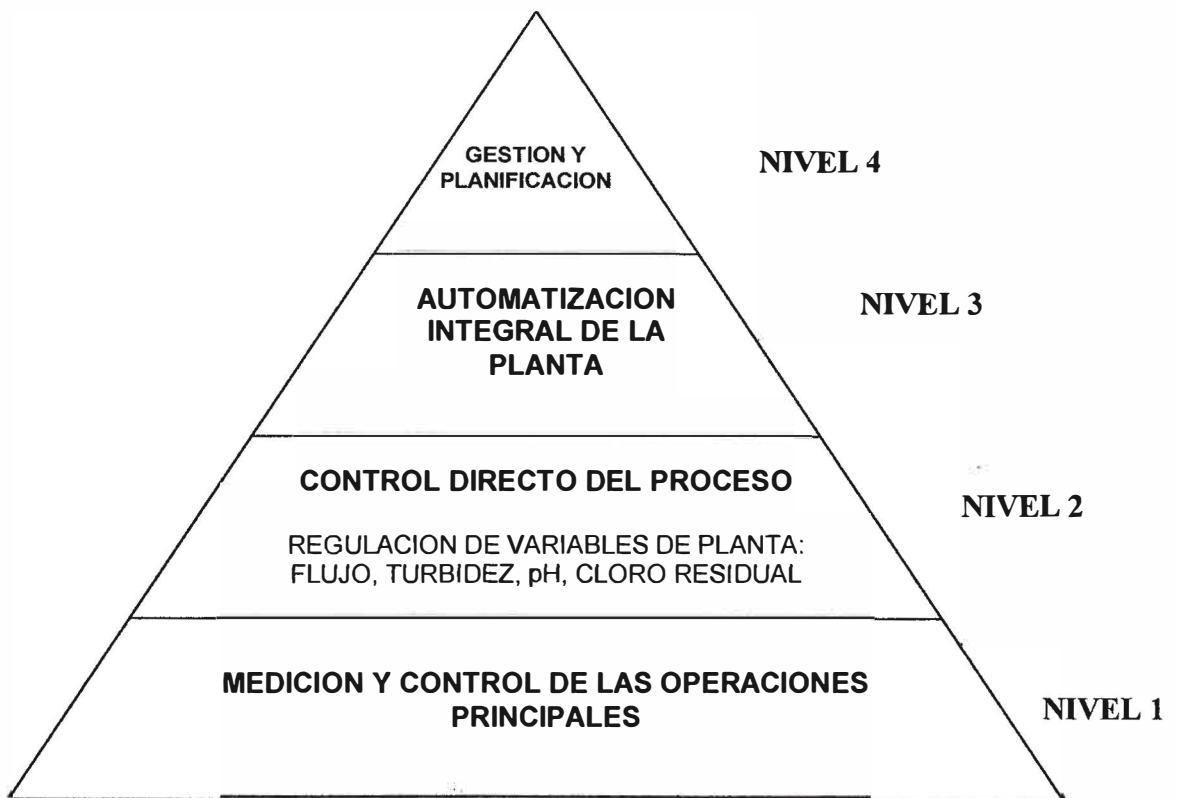 GESTION Y
PLANIFICACION
NIVEL 4
AUTOMATIZACION
INTEGRAL DE LA
PLANTA
NIVEL 3
CONTROL DIRECTO DEL PROCESO
REGULACION DE VARIABLES DE PLANTA:
FLUJO, TURBIDEZ, pH, CLORO RESIDUAL
NIVEL 2
MEDICION Y CONTROL DE LAS OPERACIONES
PRINCIPALES
NIVEL 1